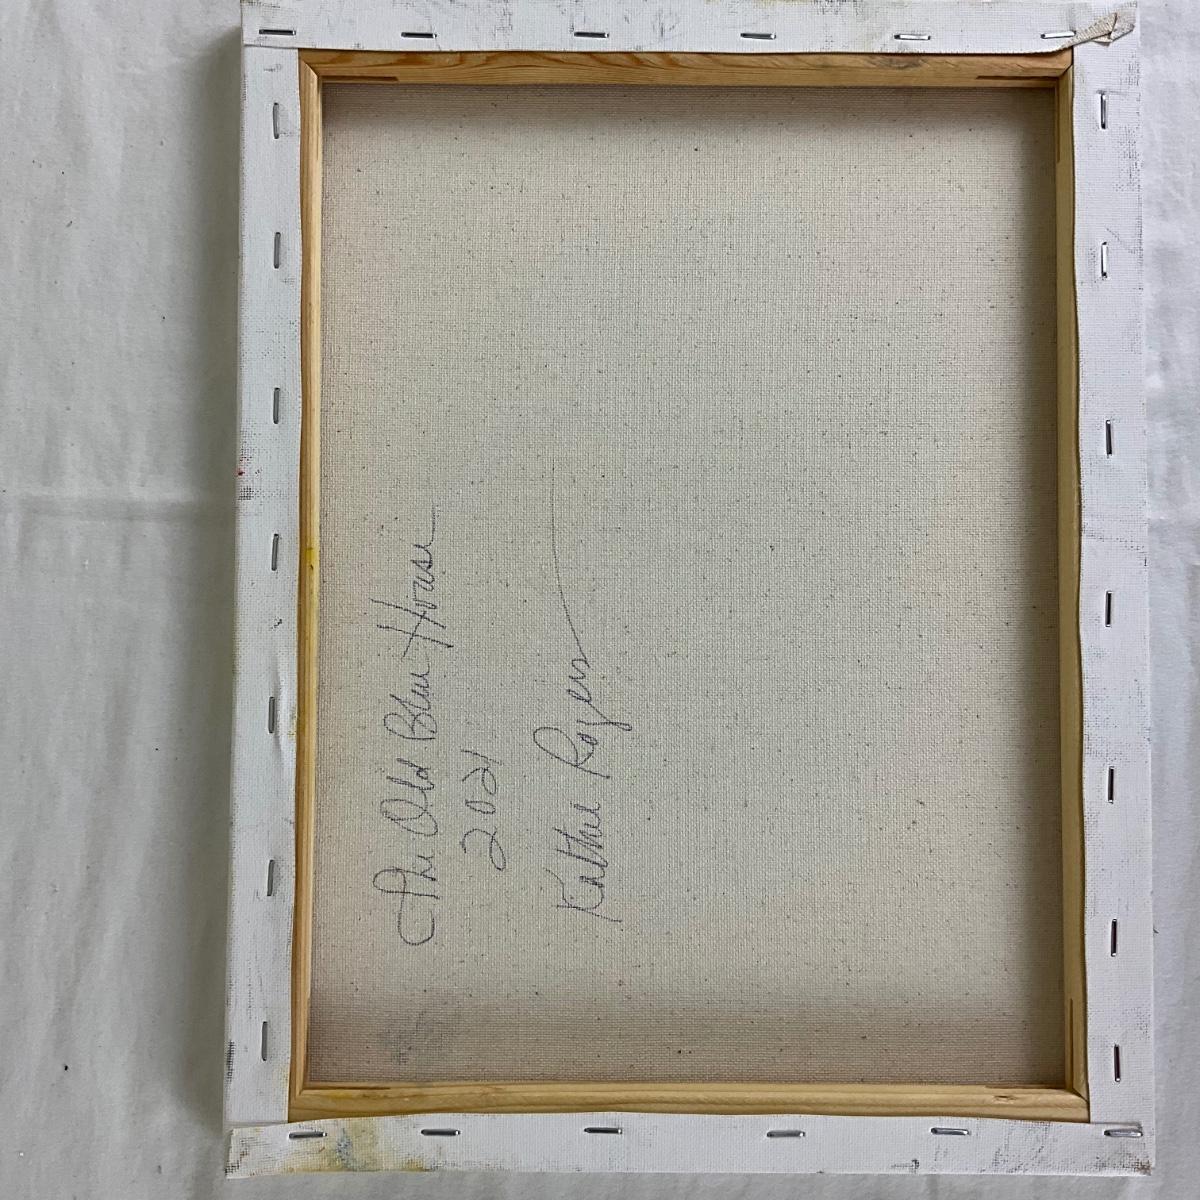 The Old Blue House
2021
Kathie Rogers